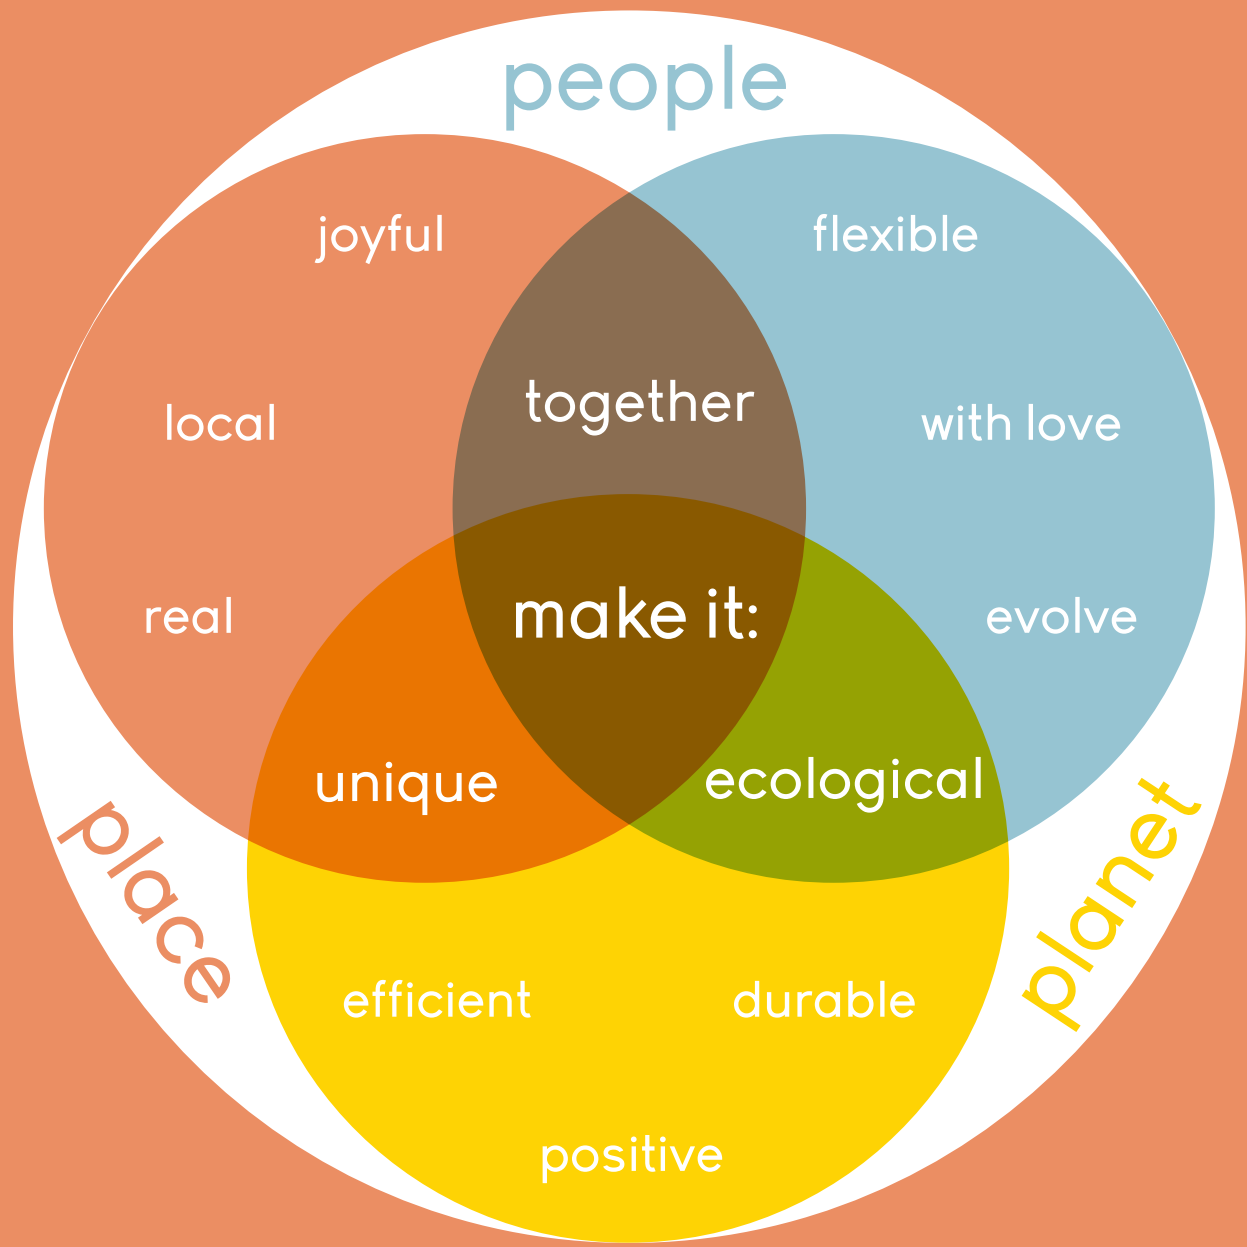 people
joyful
flexible
together
local
with love
make it:
real
evolve
unique
ecological
place
planet
efficient
durable
positive